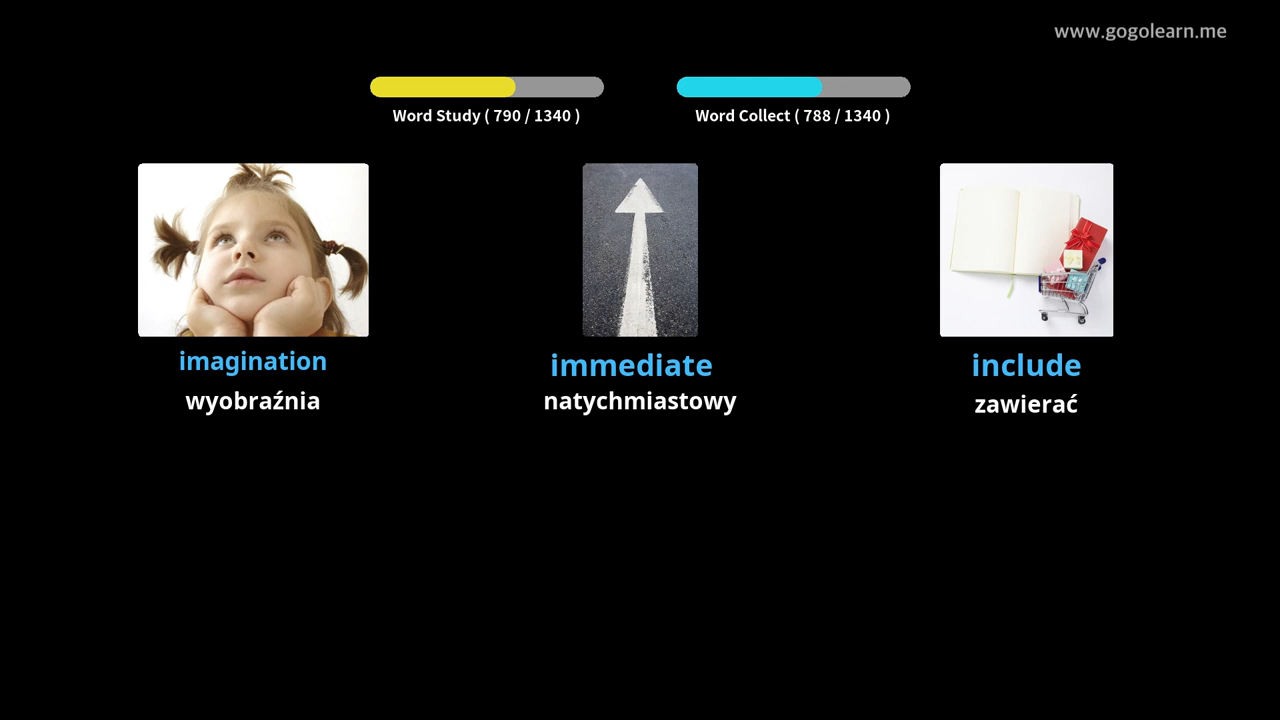 www.gogolearn.me
Word Study ( 790 / 1340 )
Word Collect ( 788 / 1340 )
imagination
immediate
include
wyobraźnia
natychmiastowy
zawierać